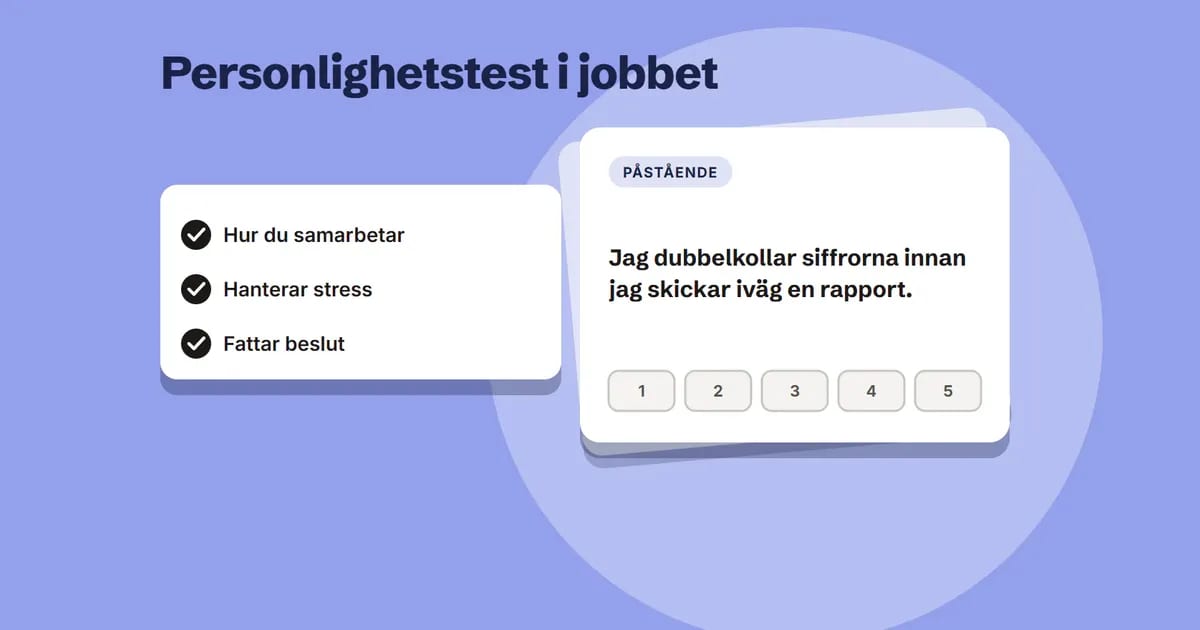 Personlighetstest i jobbet
Hur du samarbetar
Hanterar stress
Fattar beslut
PÅSTÅENDE
Jag dubbelkollar siffrorna innan
jag skickar iväg en rapport.
1 2 3 4 5